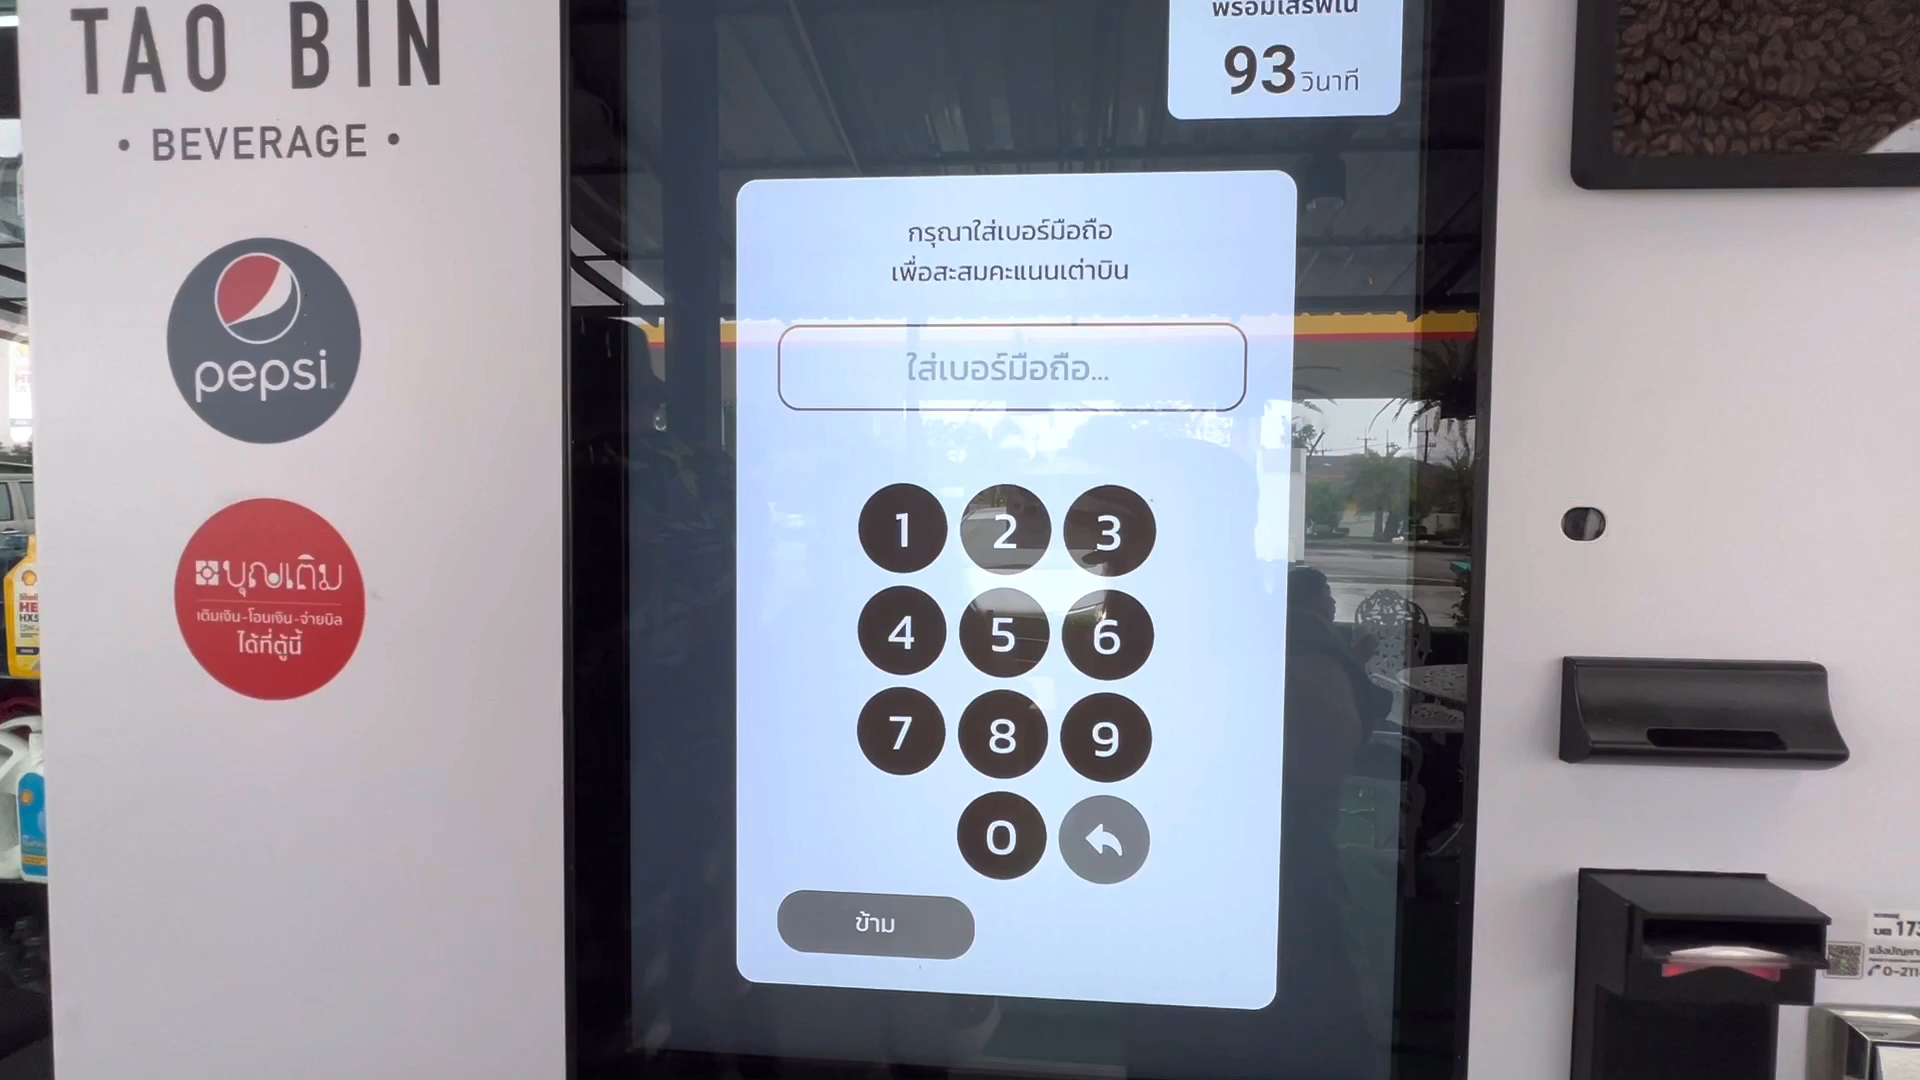 TAO BIN
• BEVERAGE •
pepsi
บุญเติม
เติมเงิน-โอนเงิน-จ่ายบิล
ได้ที่ตู้นี้
พร้อมเสิร์ฟใน
93 วินาที
กรุณาใส่เบอร์มือถือ
เพื่อสะสมคะแนนเต่าบิน
ใส่เบอร์มือถือ...
1 2 3
4 5 6
7 8 9
0
ข้าม
HX5